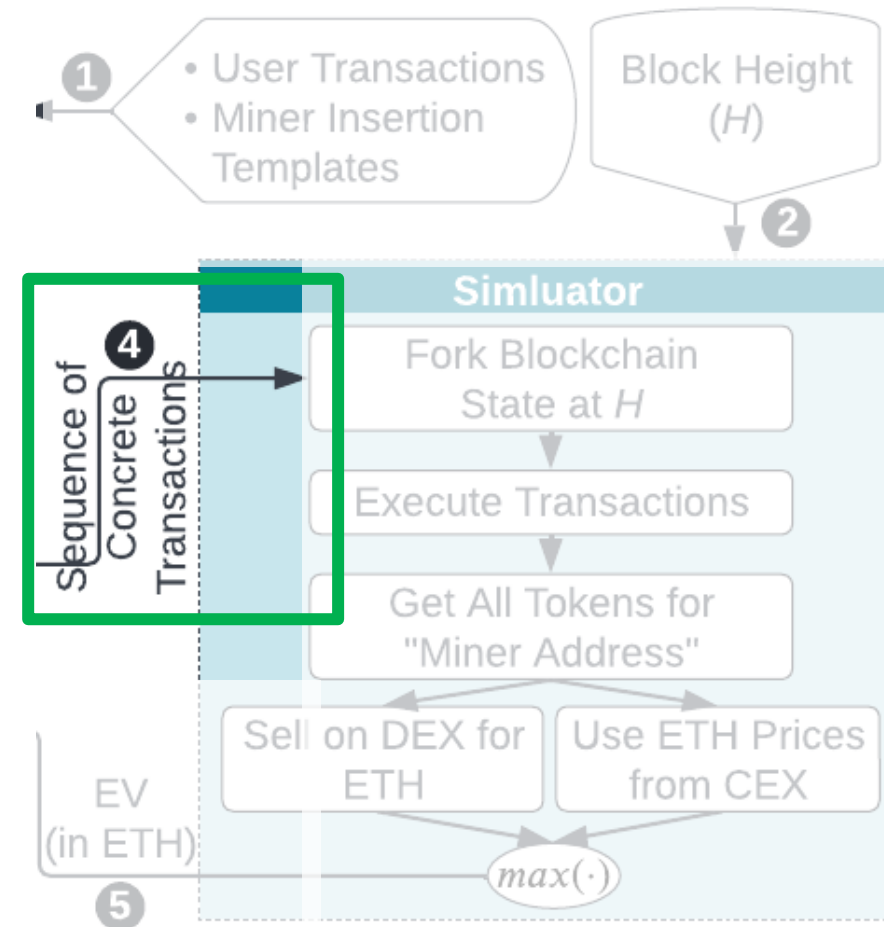 1
• User Transactions
• Miner Insertion
Templates
Block Height
(H)
2
Simluator
4
Sequence of
Concrete
Transactions
Fork Blockchain
State at H
Execute Transactions
Get All Tokens for
"Miner Address"
Sell on DEX for
ETH
Use ETH Prices
from CEX
EV
(in ETH)
max(·)
5